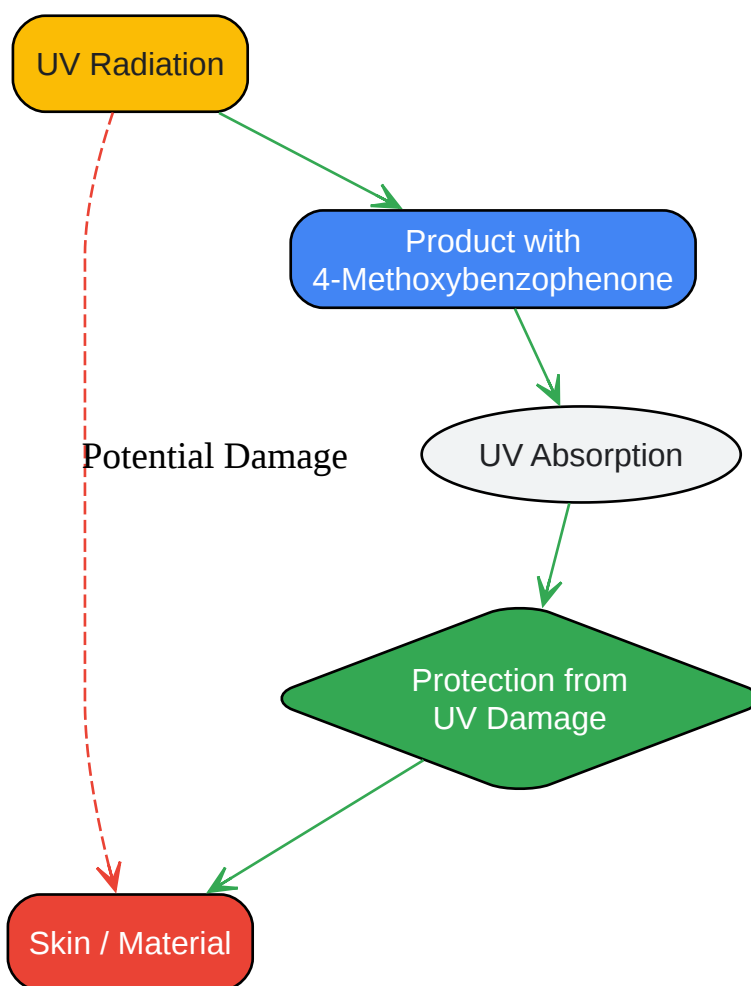 UV Radiation
Product with
4-Methoxybenzophenone
Potential Damage
UV Absorption
Protection from
UV Damage
Skin / Material